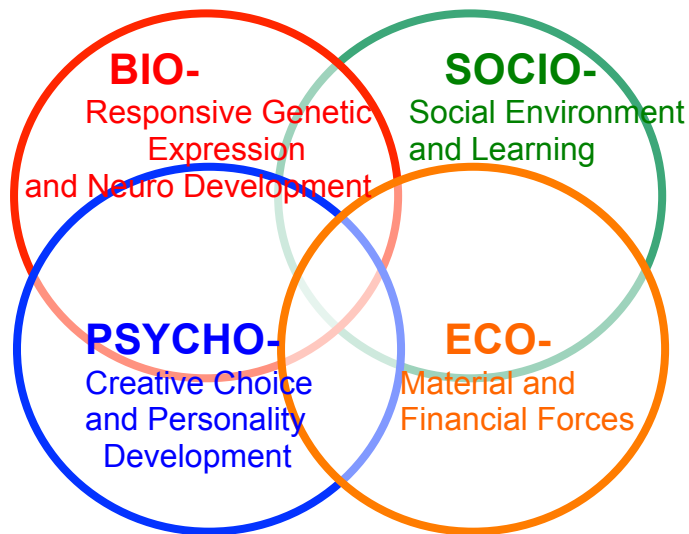 BIO-
Responsive Genetic
Expression
and Neuro Development
SOCIO-
Social Environment
and Learning
PSYCHO-
Creative Choice
and Personality
Development
ECO-
Material and
Financial Forces